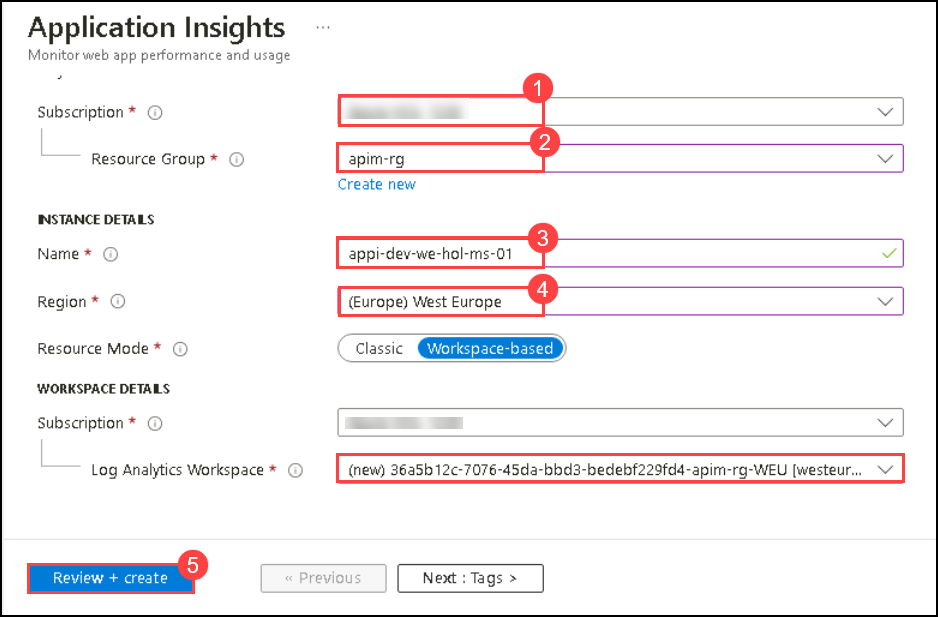 Application Insights ...
Monitor web app performance and usage
1
Subscription *
2
Resource Group * apim-rg
Create new
INSTANCE DETAILS
3
Name * appi-dev-we-hol-ms-01
4
Region * (Europe) West Europe
Resource Mode * Classic Workspace-based
WORKSPACE DETAILS
Subscription *
Log Analytics Workspace * (new) 36a5b12c-7076-45da-bbd3-bedebf229fd4-apim-rg-WEU [westeur...
5
Review + create « Previous Next : Tags >